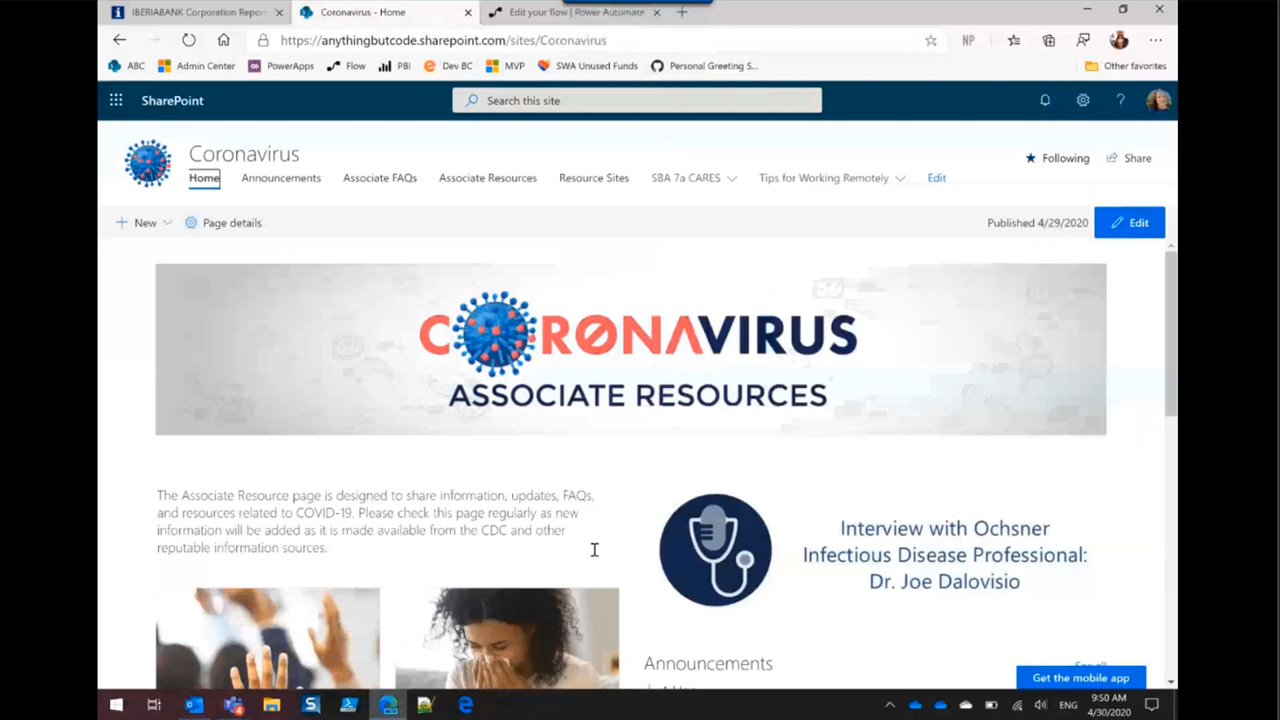 IBERIABANK Corporation Repor
Coronavirus - Home
Edit your flow | Power Automate
https://anythingbutcode.sharepoint.com/sites/Coronavirus
NP
ABC
Admin Center
PowerApps
Flow
PBI
Dev BC
MVP
SWA Unused Funds
Personal Greeting S...
Other favorites
SharePoint
Search this site
Coronavirus
Following
Share
Home
Announcements
Associate FAQs
Associate Resources
Resource Sites
SBA 7a CARES
Tips for Working Remotely
Edit
New
Page details
Published 4/29/2020
Edit
CORONAVIRUS
ASSOCIATE RESOURCES
The Associate Resource page is designed to share information, updates, FAQs,
and resources related to COVID-19. Please check this page regularly as new
information will be added as it is made available from the CDC and other
reputable information sources.
Interview with Ochsner
Infectious Disease Professional:
Dr. Joe Dalovisio
Announcements
Get the mobile app
ENG
9:50 AM
4/30/2020